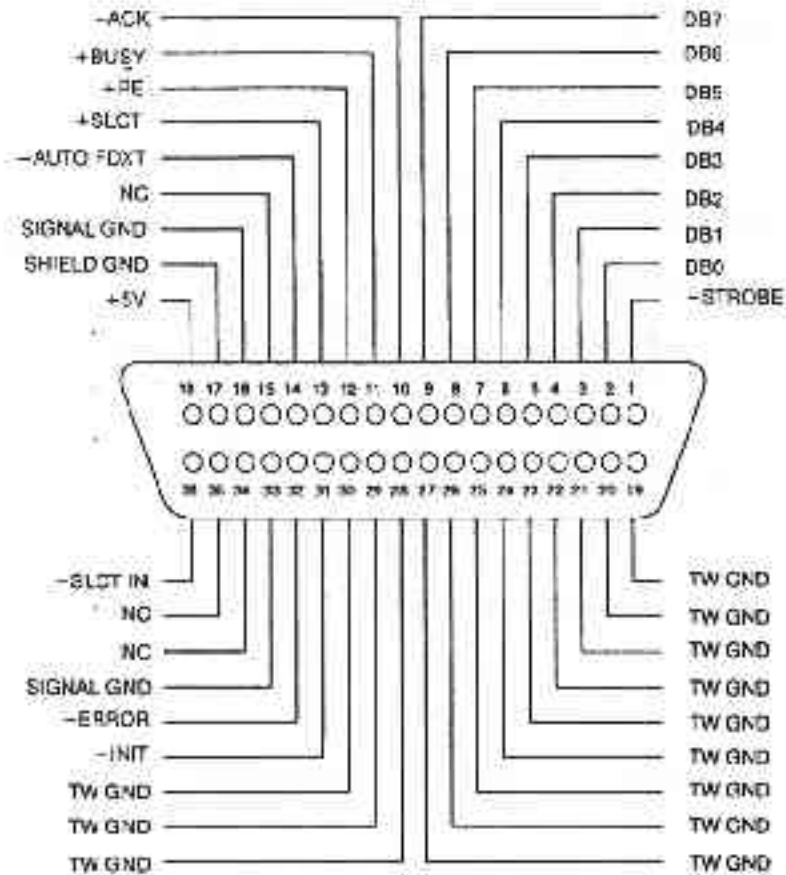 -ACK
+BUSY
+PE
+SLCT
-AUTO FDXT
NC
SIGNAL GND
SHIELD GND
+5V
DB7
DB6
DB5
DB4
DB3
DB2
DB1
DB0
-STROBE
18 17 16 15 14 13 12 11 10 9 8 7 6 5 4 3 2 1
36 35 34 33 32 31 30 29 28 27 26 25 24 23 22 21 20 19
-SLCT IN
NC
NC
SIGNAL GND
-ERROR
-INIT
TW GND
TW GND
TW GND
TW GND
TW GND
TW GND
TW GND
TW GND
TW GND
TW GND
TW GND
TW GND